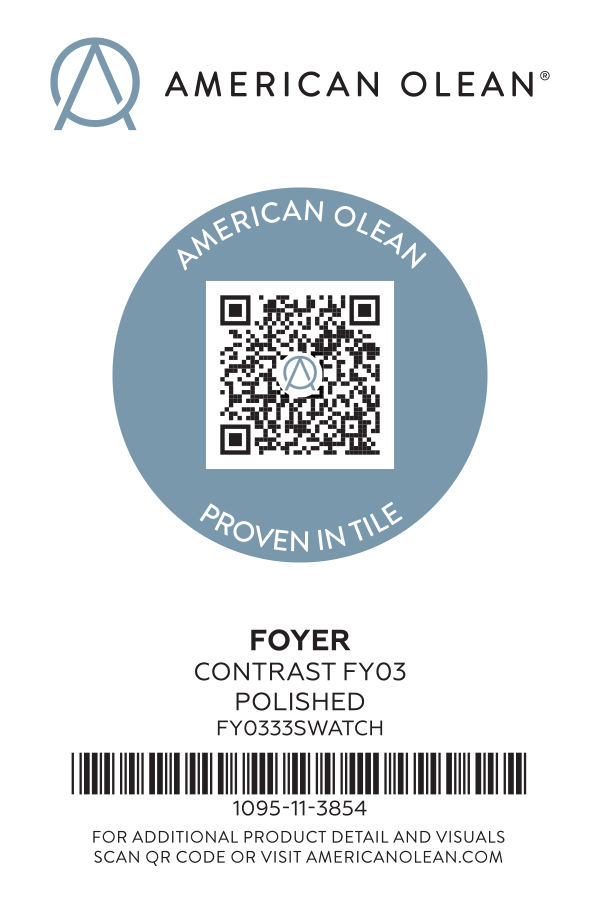 AMERICAN OLEAN®
AMERICAN OLEAN
PROVEN IN TILE
FOYER
CONTRAST FY03
POLISHED
FY0333SWATCH
1095-11-3854
FOR ADDITIONAL PRODUCT DETAIL AND VISUALS
SCAN QR CODE OR VISIT AMERICANOLEAN.COM